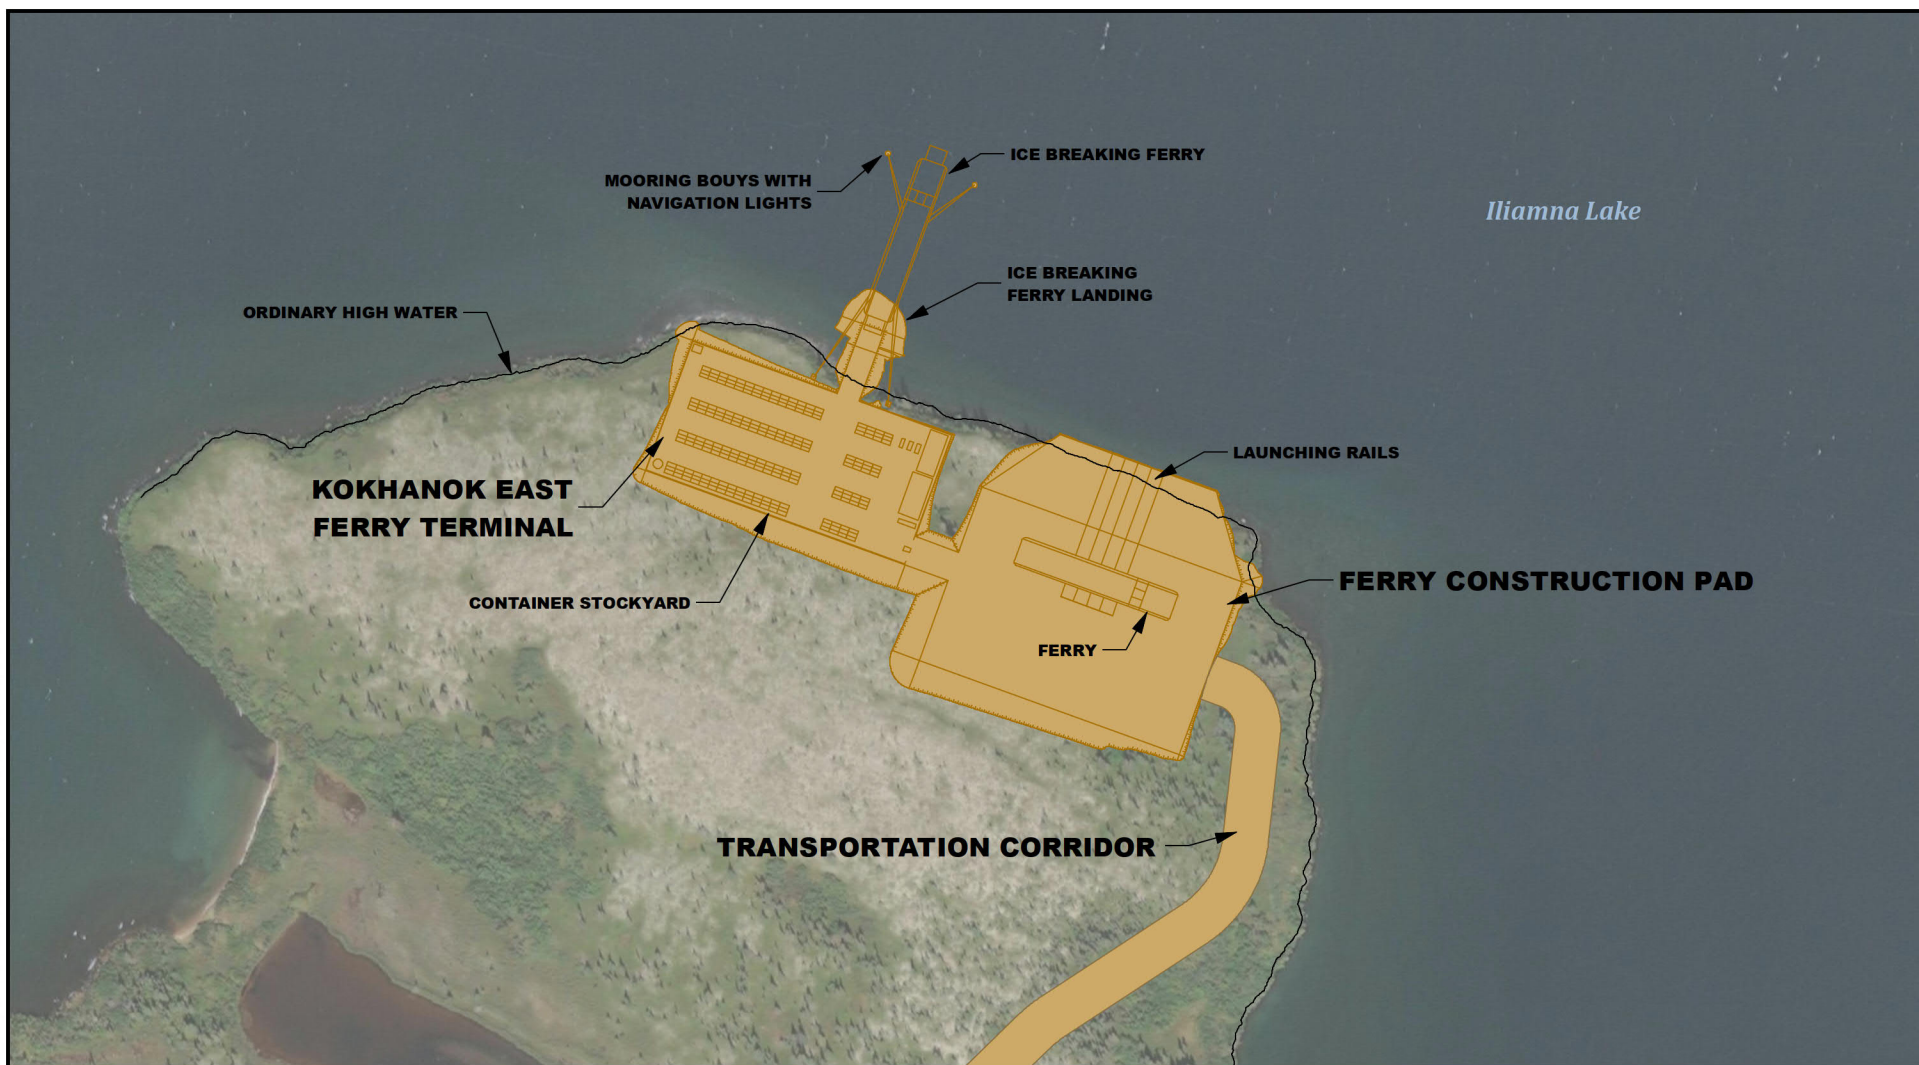 ICE BREAKING FERRY
MOORING BOUYS WITH
NAVIGATION LIGHTS
Iliamna Lake
ICE BREAKING
FERRY LANDING
ORDINARY HIGH WATER
LAUNCHING RAILS
KOKHANOK EAST
FERRY TERMINAL
FERRY CONSTRUCTION PAD
CONTAINER STOCKYARD
FERRY
TRANSPORTATION CORRIDOR